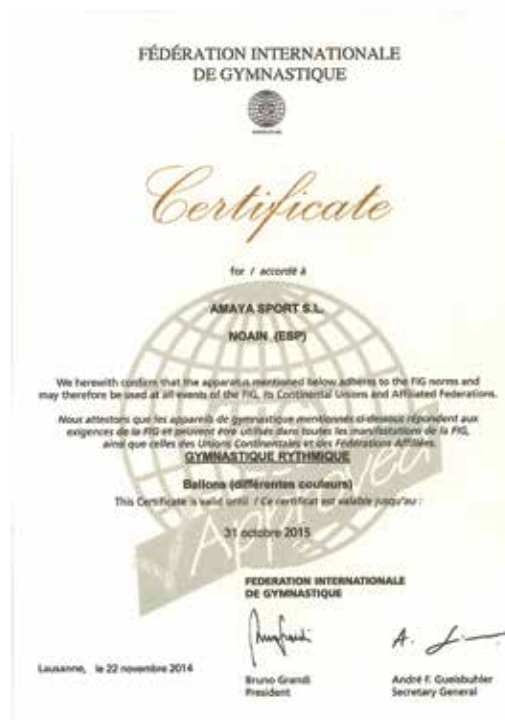 FÉDÉRATION INTERNATIONALE
DE GYMNASTIQUE
Certificate
for / accordé à
AMAYA SPORT S.L.
NOAIN (ESP)
We herewith confirm that the apparatus mentioned below adheres to the FIG norms and
may therefore be used at all events of the FIG, its Continental Unions and Affiliated Federations.
Nous attestons que les appareils de gymnastique mentionnés ci-dessous répondent aux
exigences de la FIG et peuvent être utilisés dans toutes les manifestations de la FIG,
ainsi que celles des Unions Continentales et des Fédérations Affiliées.
GYMNASTIQUE RYTHMIQUE
Ballons (différentes couleurs)
This Certificate is valid until / Ce certificat est valable jusqu'au :
31 octobre 2015
Approved
FEDERATION INTERNATIONALE
DE GYMNASTIQUE
Lausanne, le 22 novembre 2014
Bruno Grandi
President
André F. Gueisbuhler
Secretary General